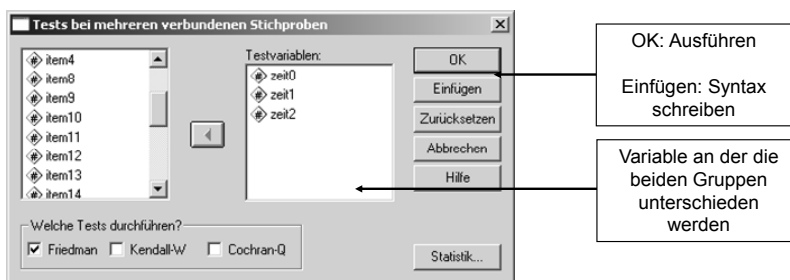 Tests bei mehreren verbundenen Stichproben
item4
item8
item9
item10
item11
item12
item13
item14
Testvariablen:
zeit0
zeit1
zeit2
OK
Einfügen
Zurücksetzen
Abbrechen
Hilfe
Welche Tests durchführen?
Friedman
Kendall-W
Cochran-Q
Statistik...
OK: Ausführen
Einfügen: Syntax
schreiben
Variable an der die
beiden Gruppen
unterschieden
werden